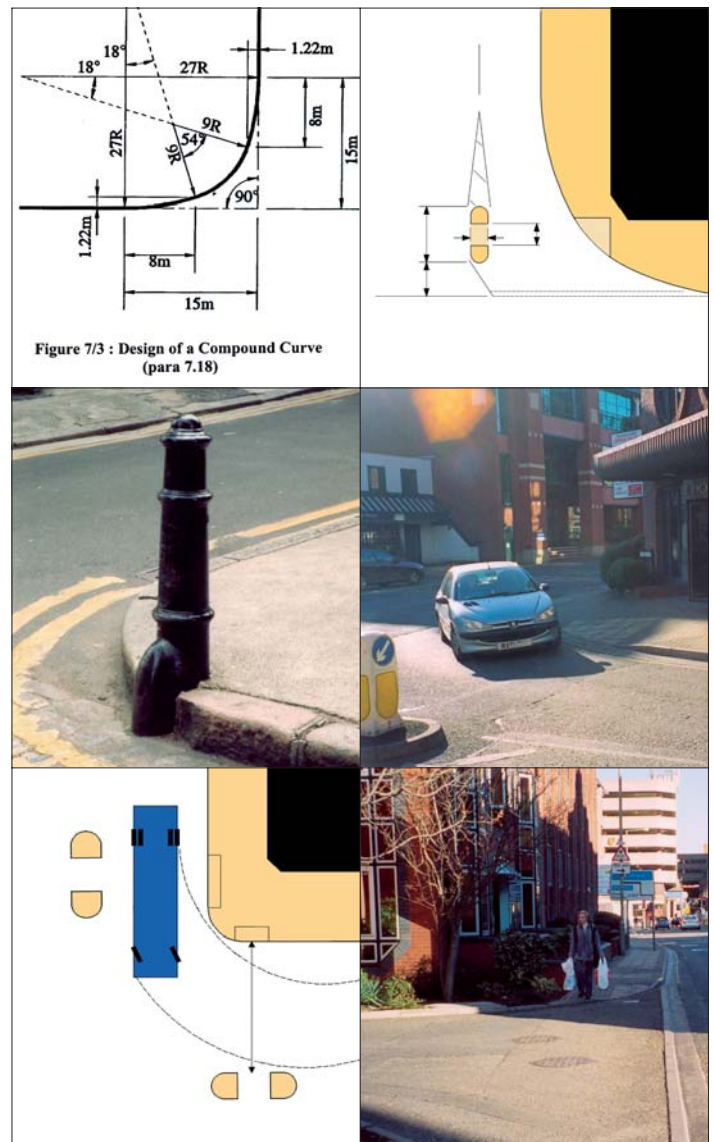 18°
1.22m
18°
27R
9R
8m
54°
15m
27R
9R
90°
1.22m
8m
15m
Figure 7/3 : Design of a Compound Curve
(para 7.18)